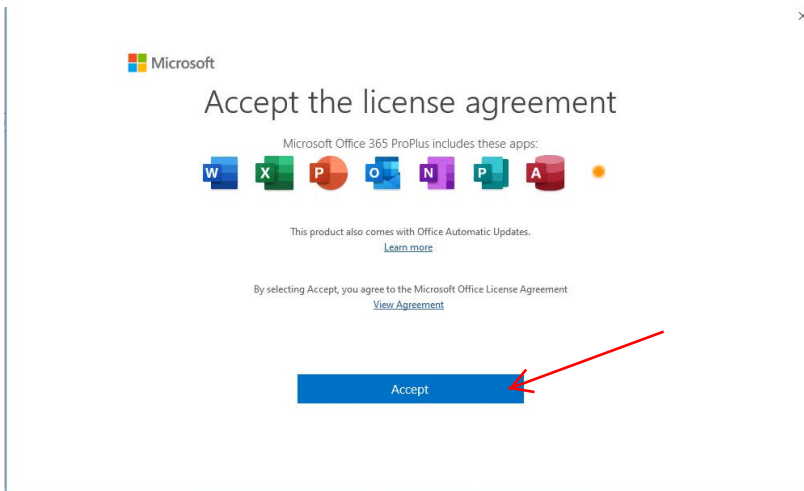 Microsoft
Accept the license agreement
Microsoft Office 365 ProPlus includes these apps:
W X P O N P A
This product also comes with Office Automatic Updates.
Learn more
By selecting Accept, you agree to the Microsoft Office License Agreement
View Agreement
Accept